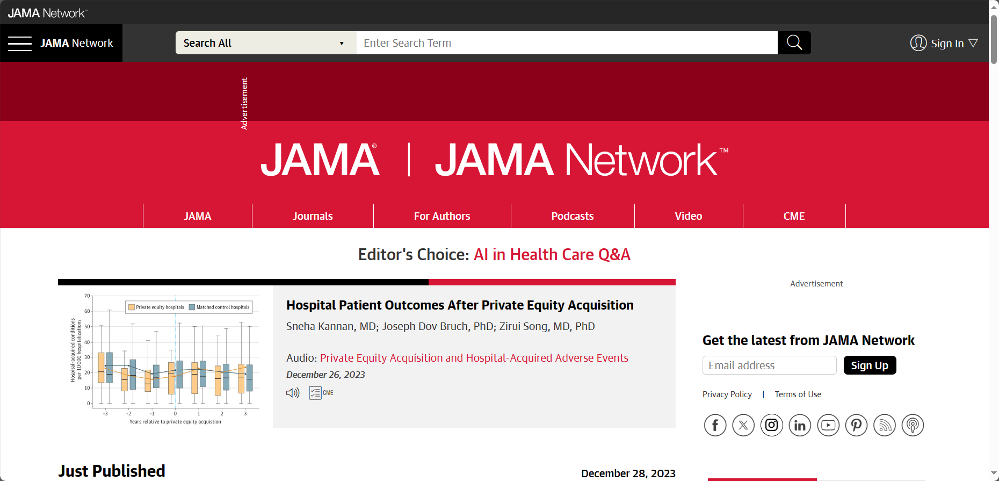 JAMA Network™
JAMA Network
Search All
Enter Search Term
Sign In
Advertisement
JAMA® | JAMA Network™
JAMA
Journals
For Authors
Podcasts
Video
CME
Editor's Choice: AI in Health Care Q&A
70
60
50
40
30
20
10
0
Hospital-acquired conditions
per 10 000 hospitalizations
Private equity hospitals
Matched control hospitals
-3 -2 -1 0 1 2 3
Years relative to private equity acquistion
Hospital Patient Outcomes After Private Equity Acquisition
Sneha Kannan, MD; Joseph Dov Bruch, PhD; Zirui Song, MD, PhD
Audio: Private Equity Acquisition and Hospital-Acquired Adverse Events
December 26, 2023
CME
Advertisement
Get the latest from JAMA Network
Email address
Sign Up
Privacy Policy | Terms of Use
Just Published
December 28, 2023